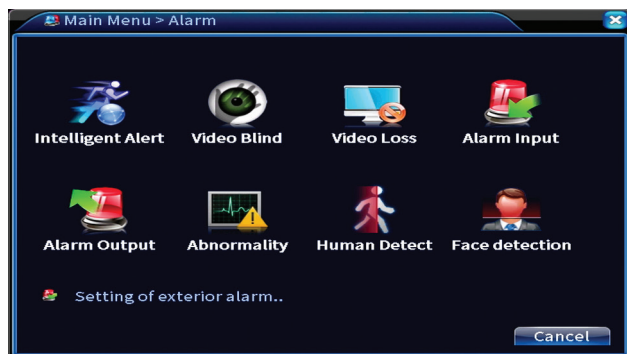 Main Menu > Alarm
Intelligent Alert Video Blind Video Loss Alarm Input
Alarm Output Abnormality Human Detect Face detection
Setting of exterior alarm..
Cancel